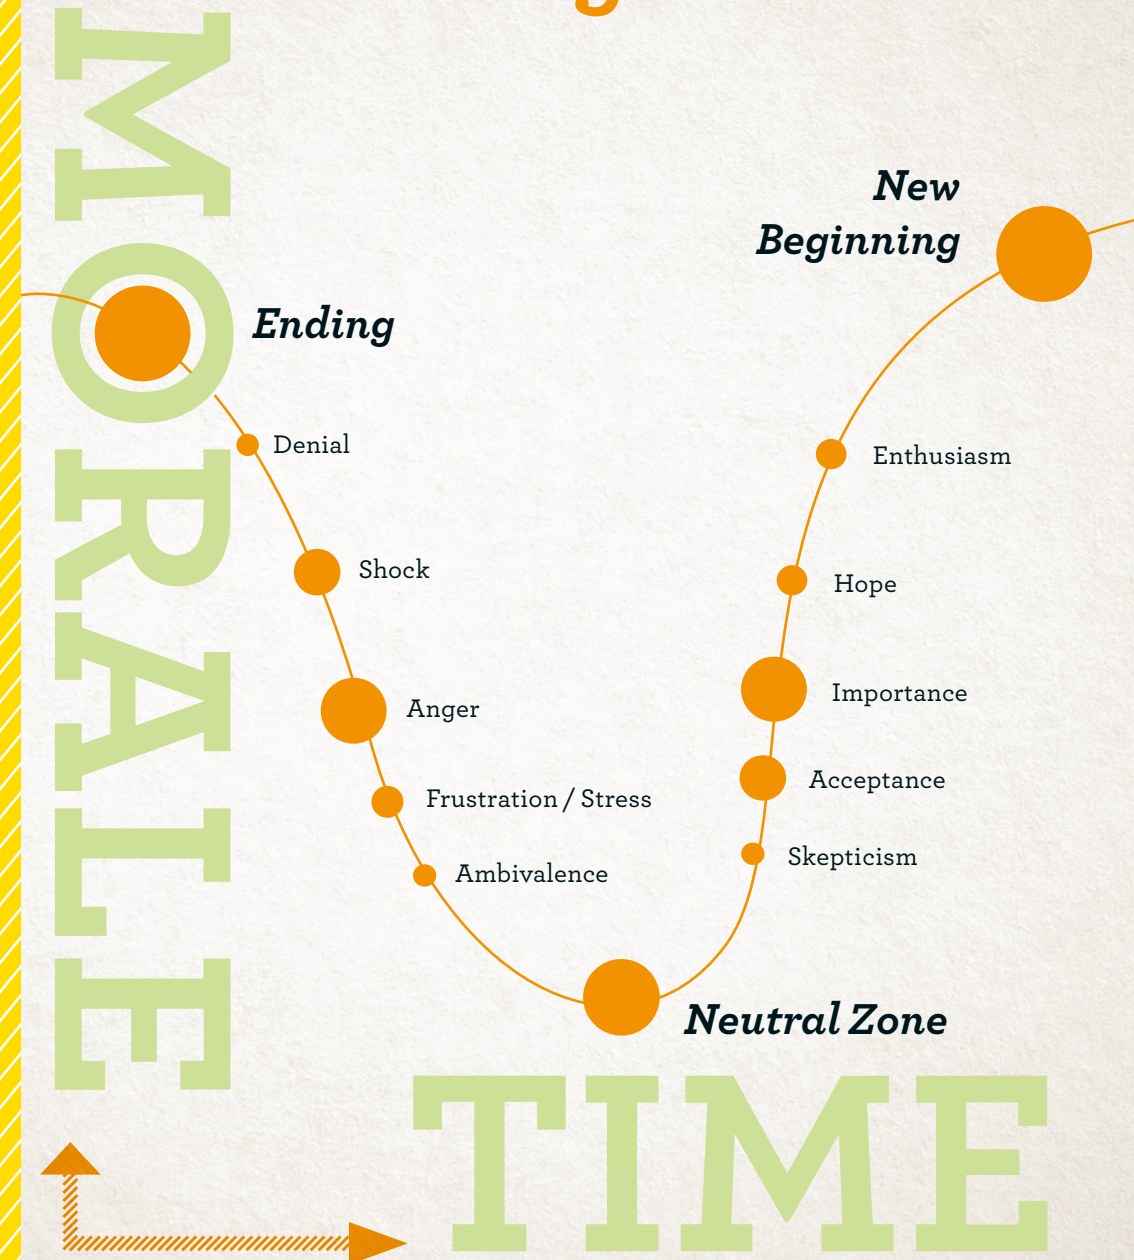 MORALE
New
Beginning
Ending
Denial
Enthusiasm
Shock
Hope
Importance
Anger
Acceptance
Frustration / Stress
Skepticism
Ambivalence
Neutral Zone
TIME